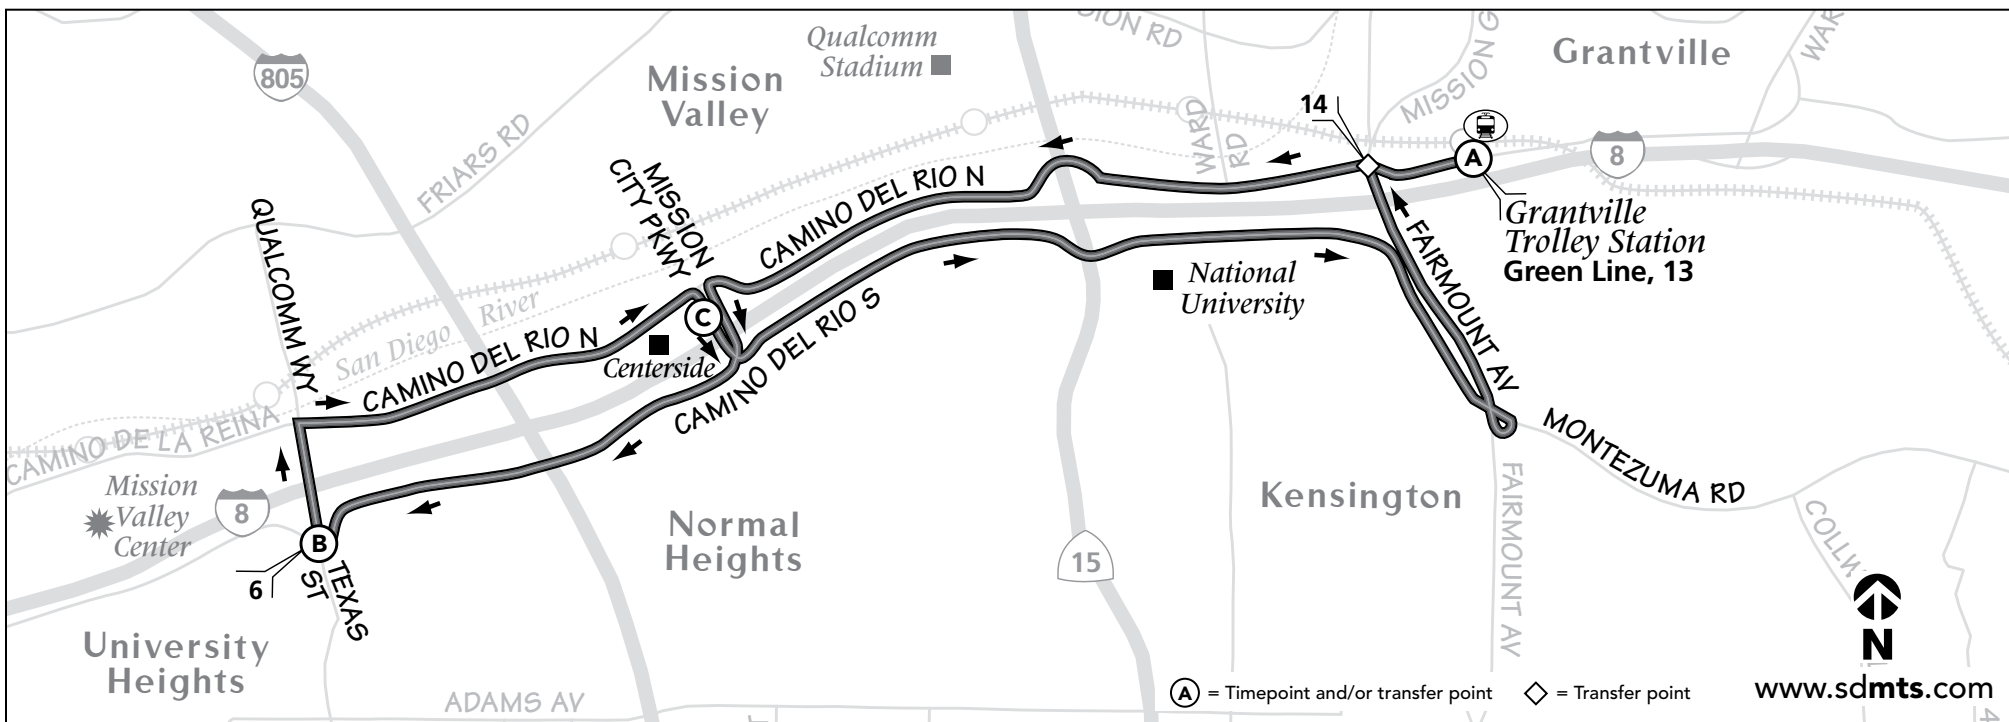 805
Qualcomm
Stadium
Mission
Valley
FRIARS RD
WARD
RD
14
Grantville
A
8
Grantville
Trolley Station
Green Line, 13
QUALCOMM WY
MISSION
CITY PKWY
CAMINO DEL RIO N
San Diego River
CAMINO DEL RIO N
C
Centerside
CAMINO DEL RIO S
National
University
FAIRMOUNT AV
CAMINO DE LA REINA
Mission
Valley
Center
8
B
6
TEXAS
ST
Normal
Heights
15
Kensington
MONTEZUMA RD
FAIRMOUNT AV
University
Heights
ADAMS AV
N
A = Timepoint and/or transfer point
= Transfer point
www.sdmts.com